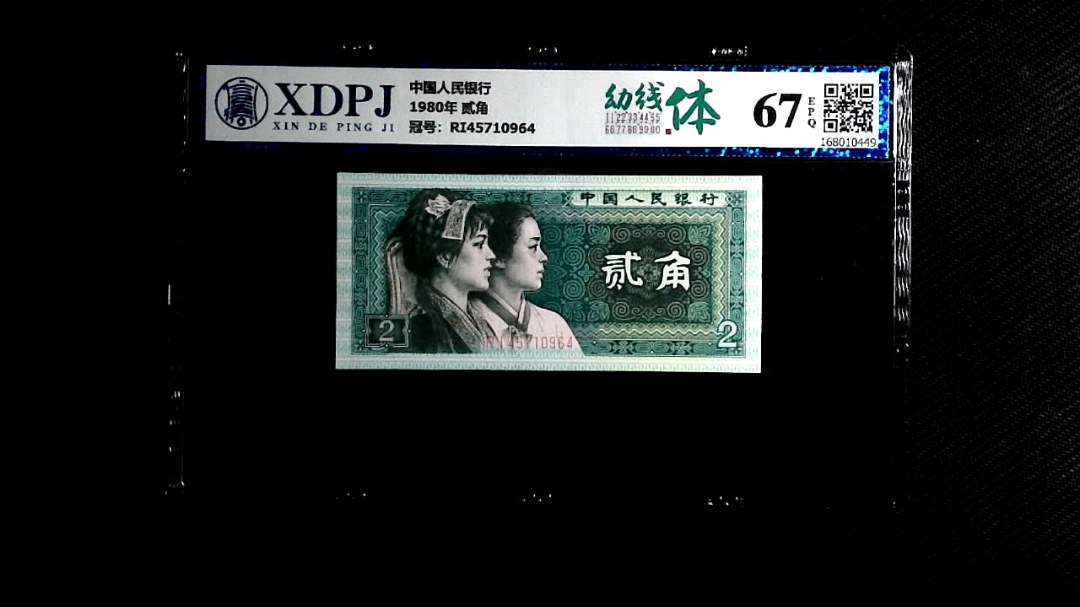 XDPJ
XIN DE PING JI
中国人民银行
1980年 贰角
冠号: RI45710964
幼线体
67
EPQ
168010449
中国人民银行
贰角
2
RI45710964
2